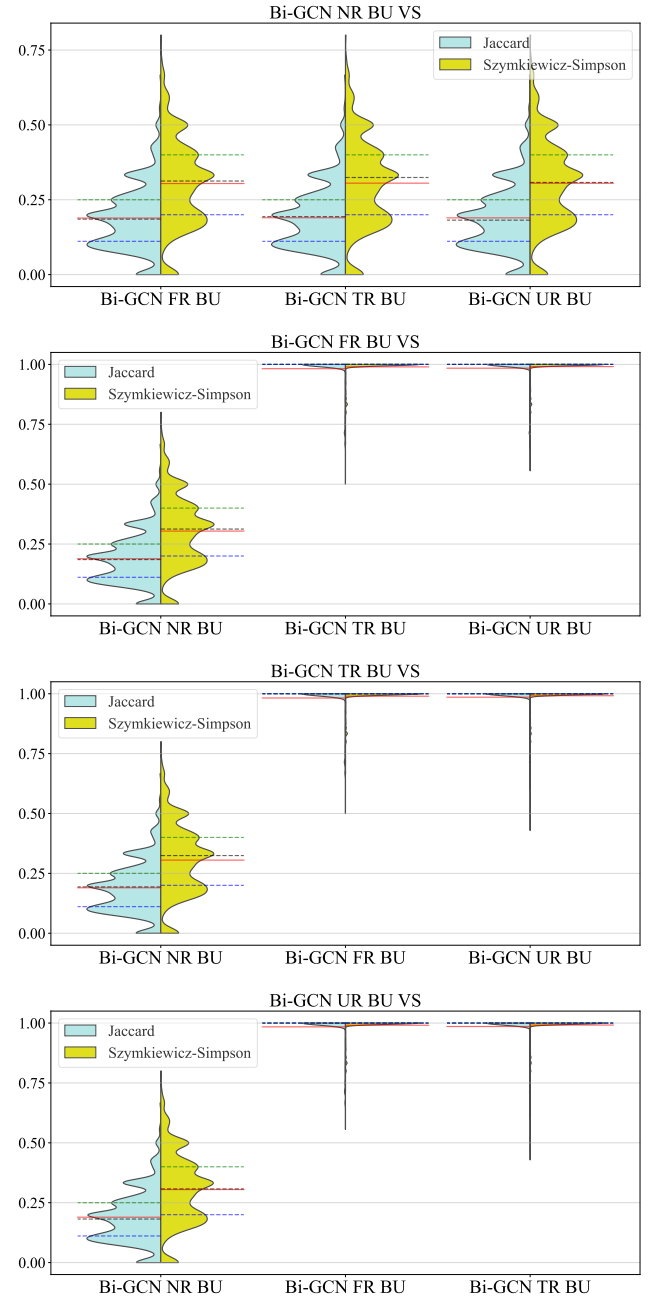 Bi-GCN NR BU VS
Jaccard
Szymkiewicz-Simpson
0.75
0.50
0.25
0.00
Bi-GCN FR BU Bi-GCN TR BU Bi-GCN UR BU
Bi-GCN FR BU VS
1.00
Jaccard
Szymkiewicz-Simpson
0.75
0.50
0.25
0.00
Bi-GCN NR BU Bi-GCN TR BU Bi-GCN UR BU
Bi-GCN TR BU VS
1.00
Jaccard
Szymkiewicz-Simpson
0.75
0.50
0.25
0.00
Bi-GCN NR BU Bi-GCN FR BU Bi-GCN UR BU
Bi-GCN UR BU VS
1.00
Jaccard
Szymkiewicz-Simpson
0.75
0.50
0.25
0.00
Bi-GCN NR BU Bi-GCN FR BU Bi-GCN TR BU